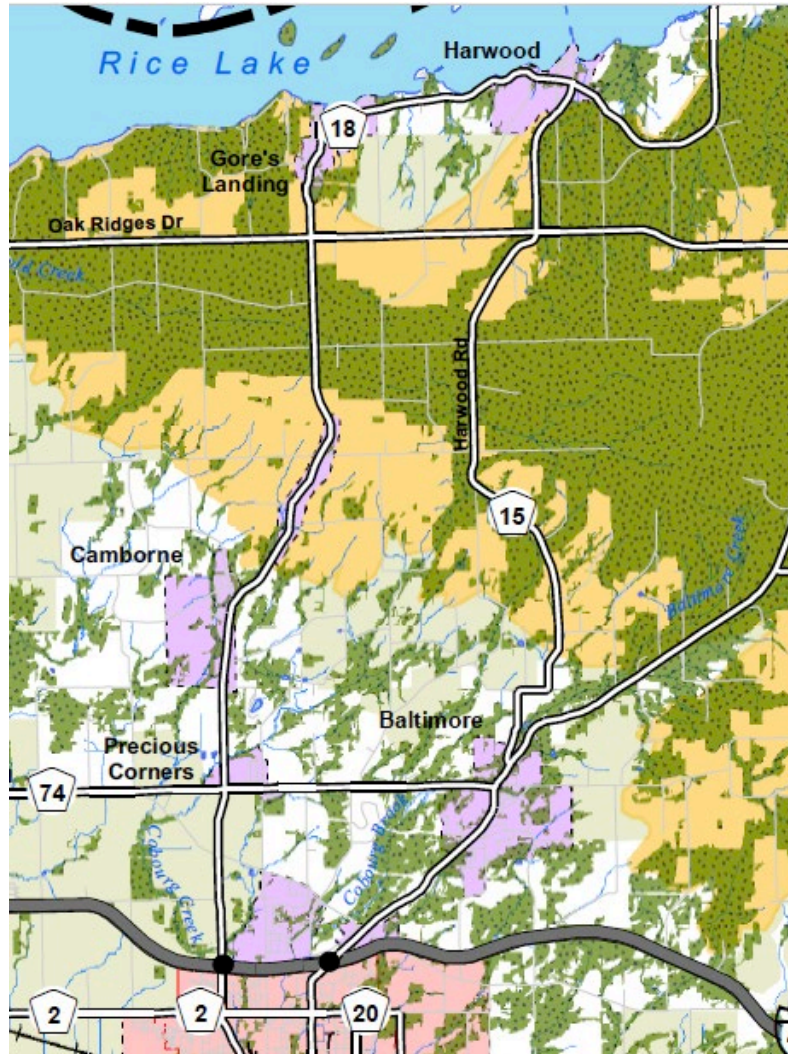 Harwood
Rice Lake
18
Gore's
Landing
Oak Ridges Dr
Creek
Harwood Rd
15
Camborne
Baltimore Creek
Baltimore
Precious
Corners
74
Cobourg Creek
Cobourg Brook
2
2
20